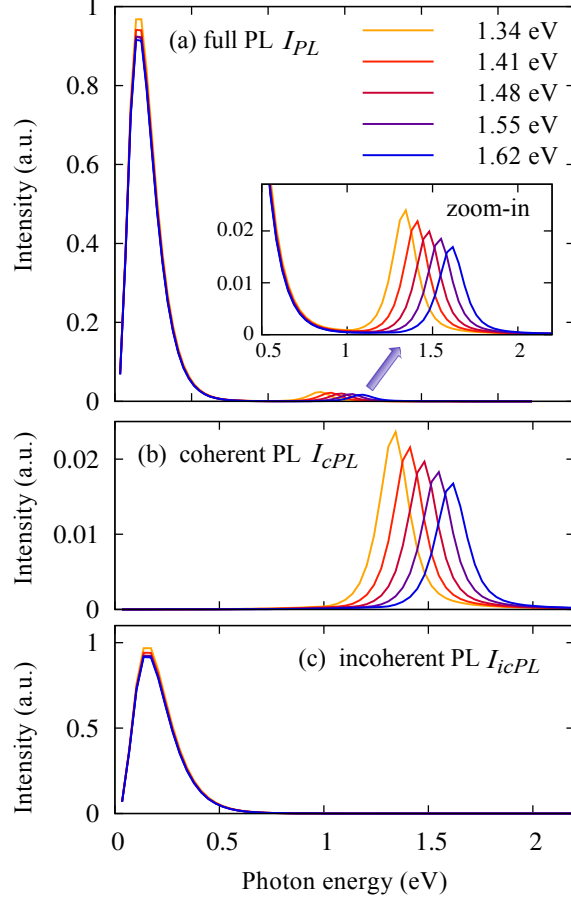 (a) full PL I_PL
1.34 eV
1.41 eV
1.48 eV
1.55 eV
1.62 eV
Intensity (a.u.)
1
0.8
0.6
0.4
0.2
0
zoom-in
0.02
0.01
0
0.5
1
1.5
2
(b) coherent PL I_cPL
Intensity (a.u.)
0.02
0.01
0
(c) incoherent PL I_icPL
Intensity (a.u.)
1
0.5
0
0
0.5
1
1.5
2
Photon energy (eV)